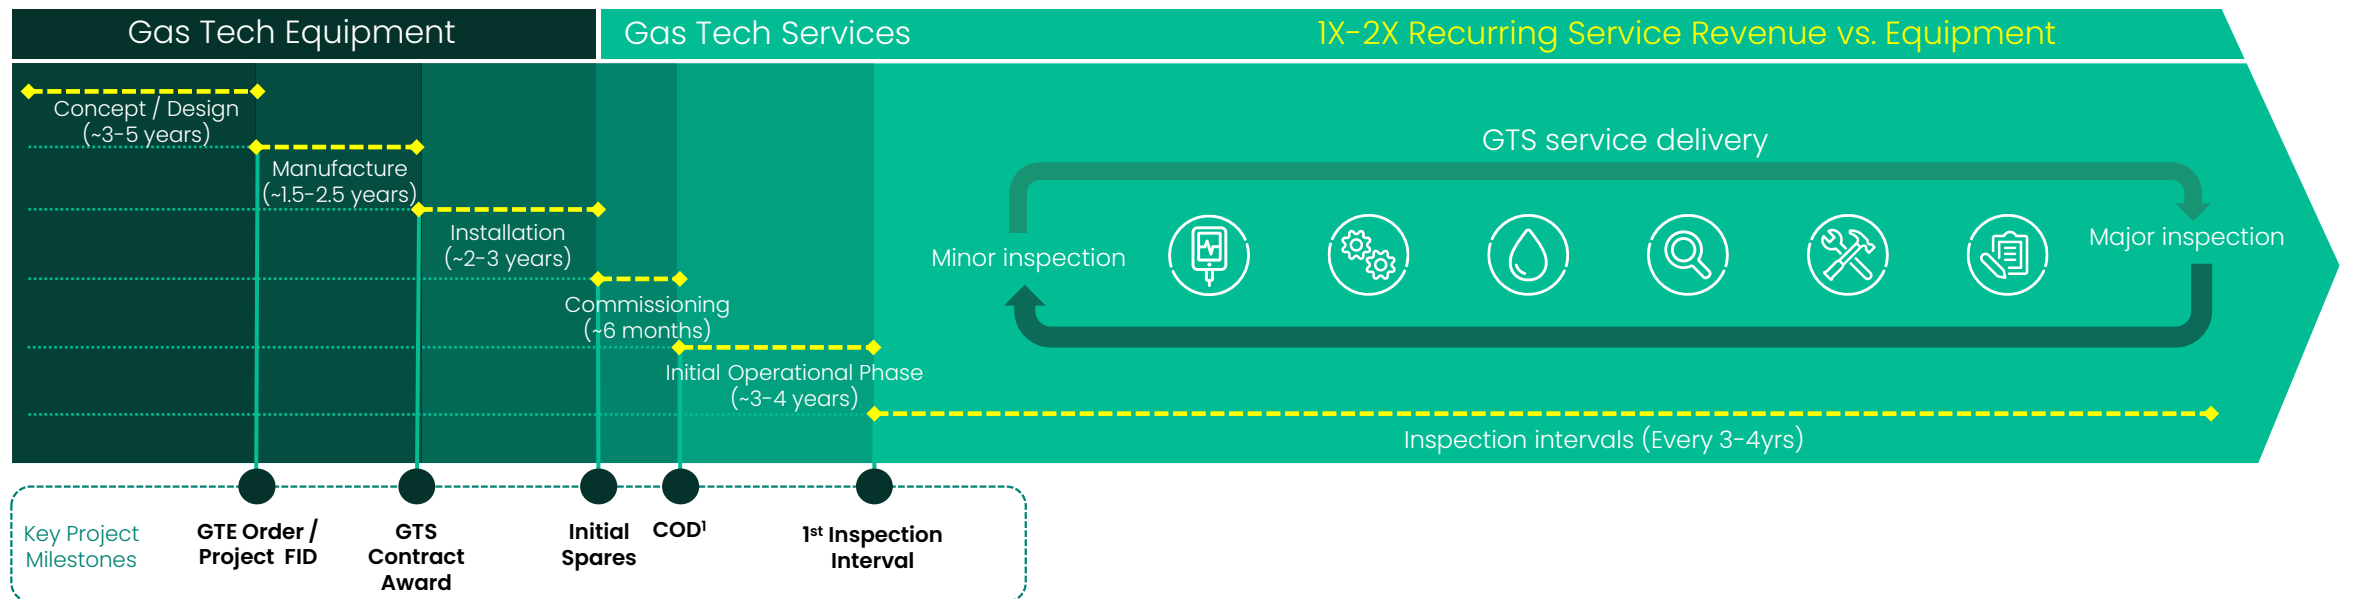 Gas Tech Equipment
Gas Tech Services
1X-2X Recurring Service Revenue vs. Equipment
Concept / Design
(~3-5 years)
Manufacture
(~1.5-2.5 years)
Installation
(~2-3 years)
Commissioning
(~6 months)
Initial Operational Phase
(~3-4 years)
GTS service delivery
Minor inspection
Major inspection
Inspection intervals (Every 3-4yrs)
Key Project
Milestones
GTE Order /
Project FID
GTS
Contract
Award
Initial
Spares
COD¹
1st Inspection
Interval